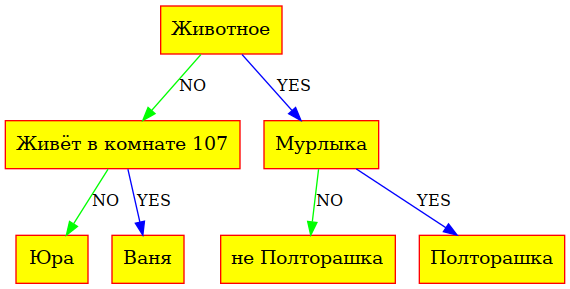 Животное
NO
YES
Живёт в комнате 107
Мурлыка
NO
YES
NO
YES
Юра
Ваня
не Полторашка
Полторашка